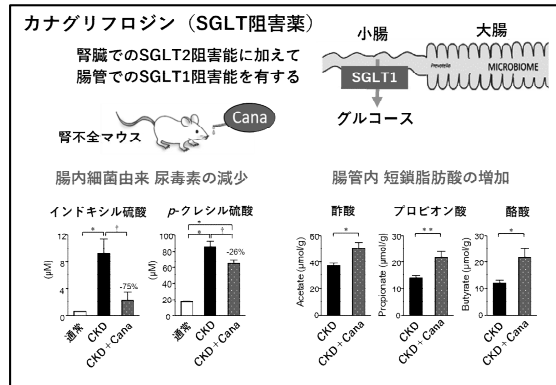 カナグリフロジン（SGLT阻害薬）
腎臓でのSGLT2阻害能に加えて
腸管でのSGLT1阻害能を有する
小腸
大腸
Prevotella
MICROBIOME
SGLT1
グルコース
Cana
腎不全マウス
腸内細菌由来 尿毒素の減少
インドキシル硫酸
(μM)
12
8
4
0
*
†
-75%
通常
CKD
CKD+Cana
p-クレシル硫酸
(μM)
100
80
60
40
20
0
*
*
†
-26%
通常
CKD
CKD+Cana
腸管内 短鎖脂肪酸の増加
酢酸
Acetate (μmol/g)
60
40
20
0
*
CKD
CKD+Cana
プロピオン酸
Propionate (μmol/g)
40
20
0
**
CKD
CKD+Cana
酪酸
Butyrate (μmol/g)
40
20
0
*
CKD
CKD+Cana